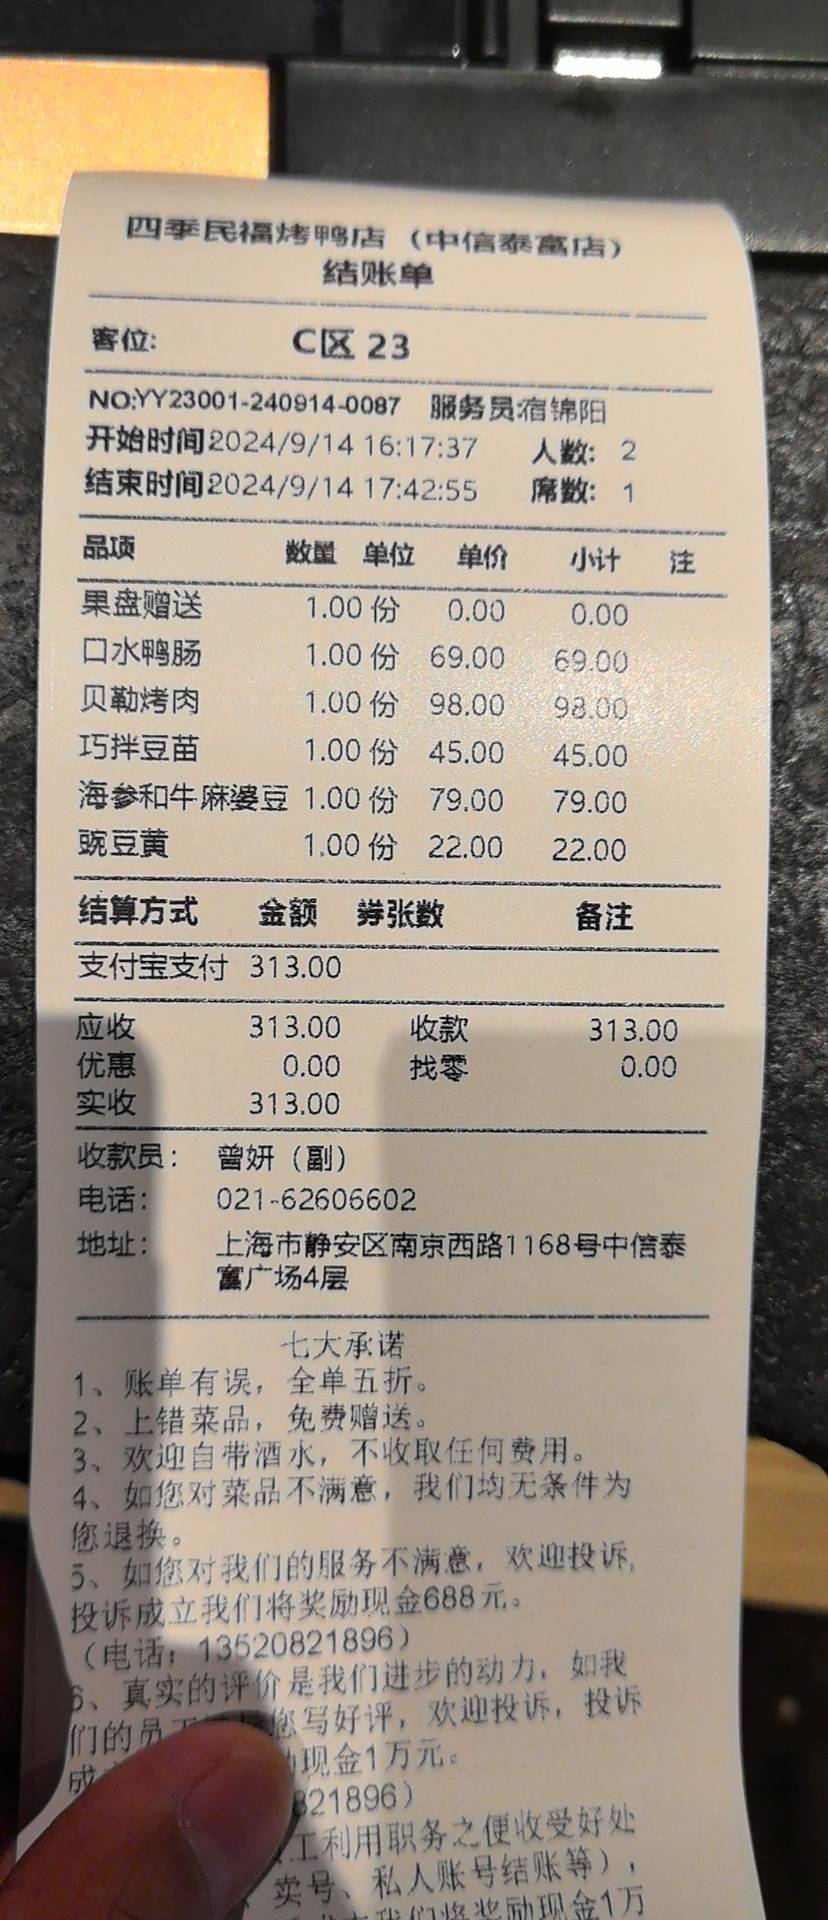 四季民福烤鸭店（中信泰富店）
结账单
客位: C区 23
NO:YY23001-240914-0087 服务员:宿锦阳
开始时间:2024/9/14 16:17:37 人数: 2
结束时间:2024/9/14 17:42:55 席数: 1
品项 数量 单位 单价 小计 注
果盘赠送 1.00 份 0.00 0.00
口水鸭肠 1.00 份 69.00 69.00
贝勒烤肉 1.00 份 98.00 98.00
巧拌豆苗 1.00 份 45.00 45.00
海参和牛麻婆豆 1.00 份 79.00 79.00
豌豆黄 1.00 份 22.00 22.00
结算方式 金额 券张数 备注
支付宝支付 313.00
应收 313.00 收款 313.00
优惠 0.00 找零 0.00
实收 313.00
收款员: 曾妍（副）
电话: 021-62606602
地址: 上海市静安区南京西路1168号中信泰
富广场4层
七大承诺
1、账单有误，全单五折。
2、上错菜品，免费赠送。
3、欢迎自带酒水，不收取任何费用。
4、如您对菜品不满意，我们均无条件为
您退换。
5、如您对我们的服务不满意，欢迎投诉,
投诉成立我们将奖励现金688元。
（电话：13520821896）
6、真实的评价是我们进步的动力，如我
们的员工 您写好评，欢迎投诉，投诉
成 励现金1万元。
821896）
工利用职务之便收受好处
卖号、私人账号结账等），
我们将奖励现金1万